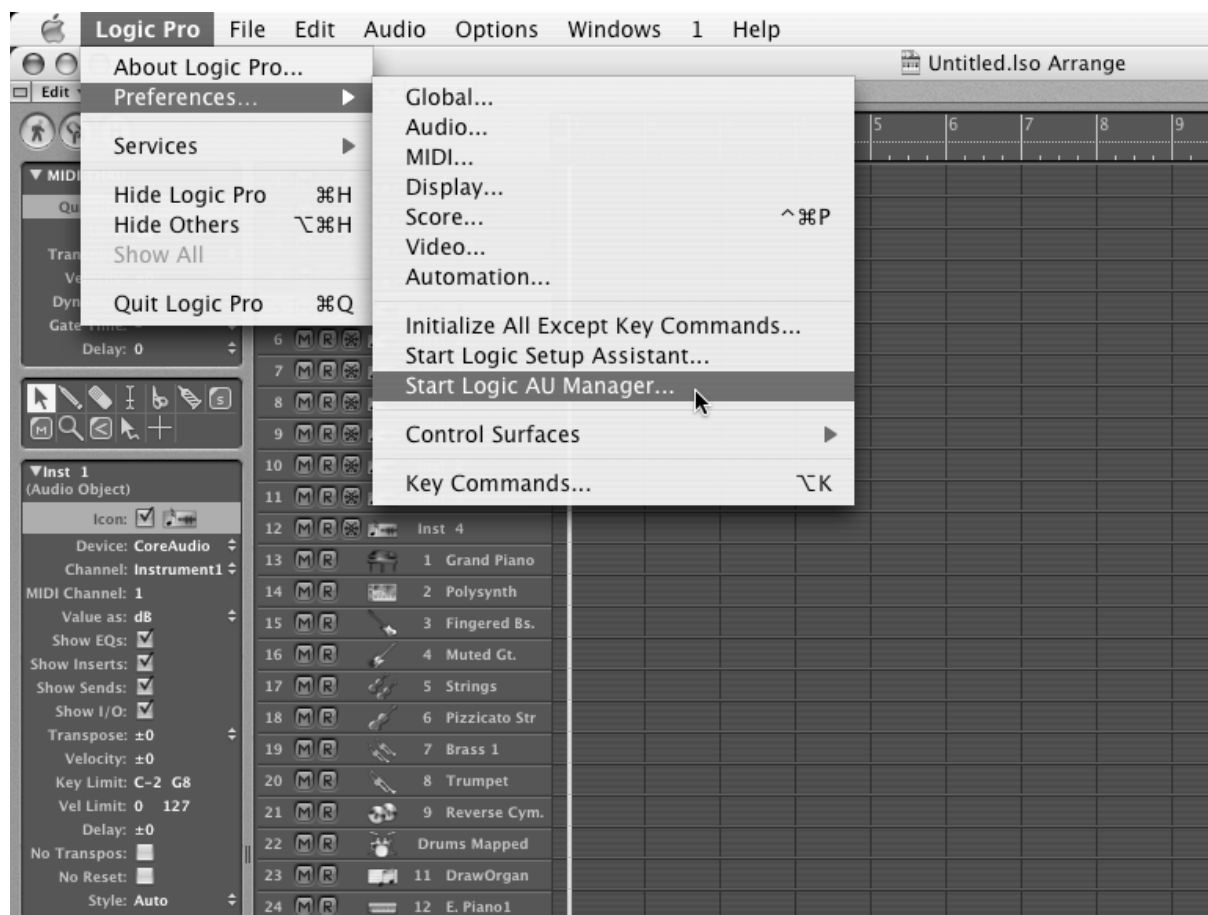 Logic Pro File Edit Audio Options Windows 1 Help
Untitled.lso Arrange
About Logic Pro...
Preferences...
Services
Hide Logic Pro ⌘H
Hide Others ⌥⌘H
Show All
Quit Logic Pro ⌘Q
Global...
Audio...
MIDI...
Display...
Score... ^⌘P
Video...
Automation...
Initialize All Except Key Commands...
Start Logic Setup Assistant...
Start Logic AU Manager...
Control Surfaces
Key Commands... ⌥K
Edit
5 6 7 8 9
MIDI
Delay: 0
Inst 1
(Audio Object)
Icon:
Device: CoreAudio
Channel: Instrument1
MIDI Channel: 1
Value as: dB
Show EQs:
Show Inserts:
Show Sends:
Show I/O:
Transpose: ±0
Velocity: ±0
Key Limit: C-2 G8
Vel Limit: 0 127
Delay: ±0
No Transpos:
No Reset:
Style: Auto
6 M R
7 M R
8 M R
9 M R
10 M R
11 M R
12 M R Inst 4
13 M R 1 Grand Piano
14 M R 2 Polysynth
15 M R 3 Fingered Bs.
16 M R 4 Muted Gt.
17 M R 5 Strings
18 M R 6 Pizzicato Str
19 M R 7 Brass 1
20 M R 8 Trumpet
21 M R 9 Reverse Cym.
22 M R Drums Mapped
23 M R 11 DrawOrgan
24 M R 12 E. Piano1